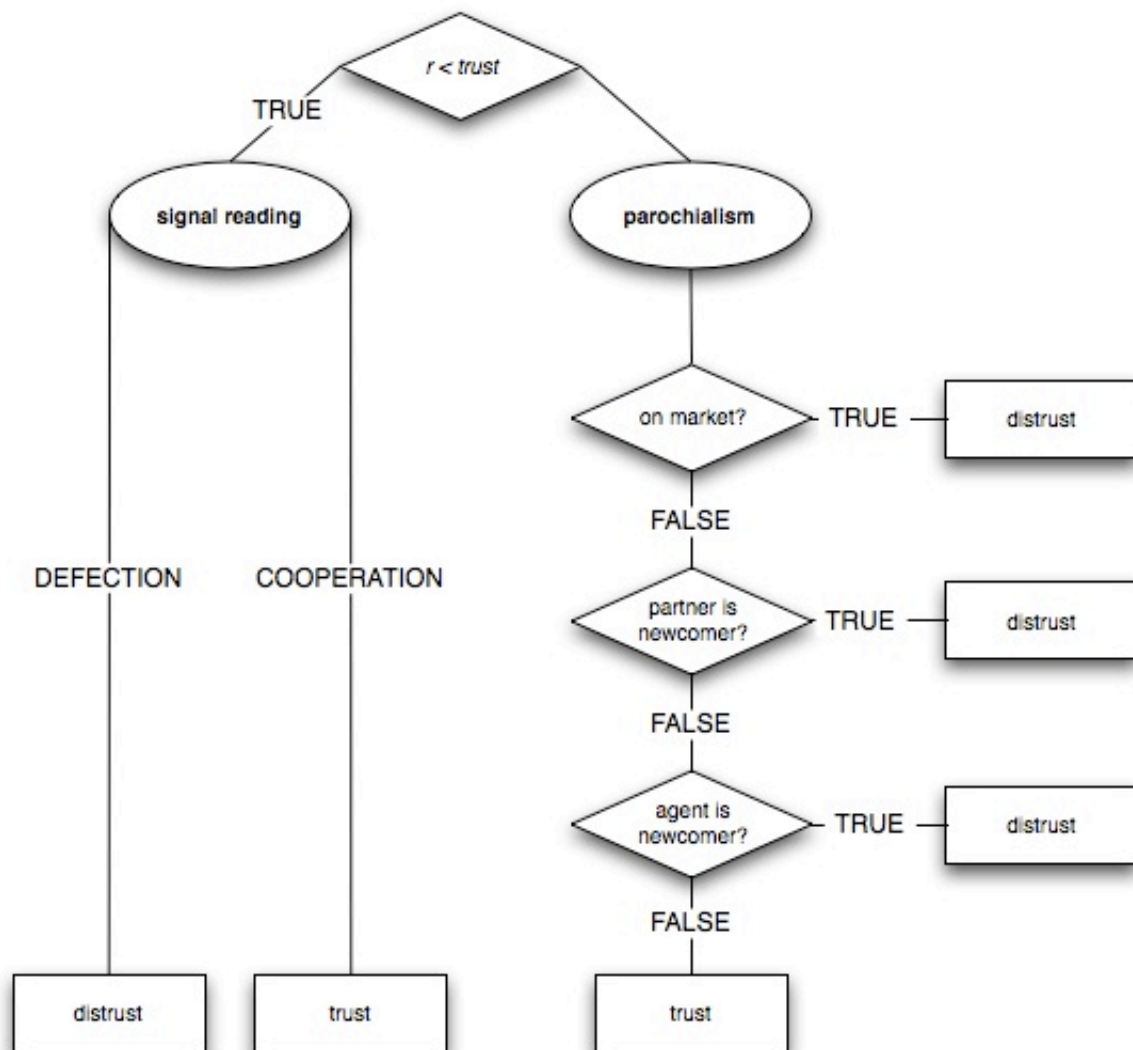 r < trust
TRUE
signal reading
parochialism
on market?
TRUE
distrust
FALSE
DEFECTION
COOPERATION
partner is
newcomer?
TRUE
distrust
FALSE
agent is
newcomer?
TRUE
distrust
FALSE
distrust
trust
trust